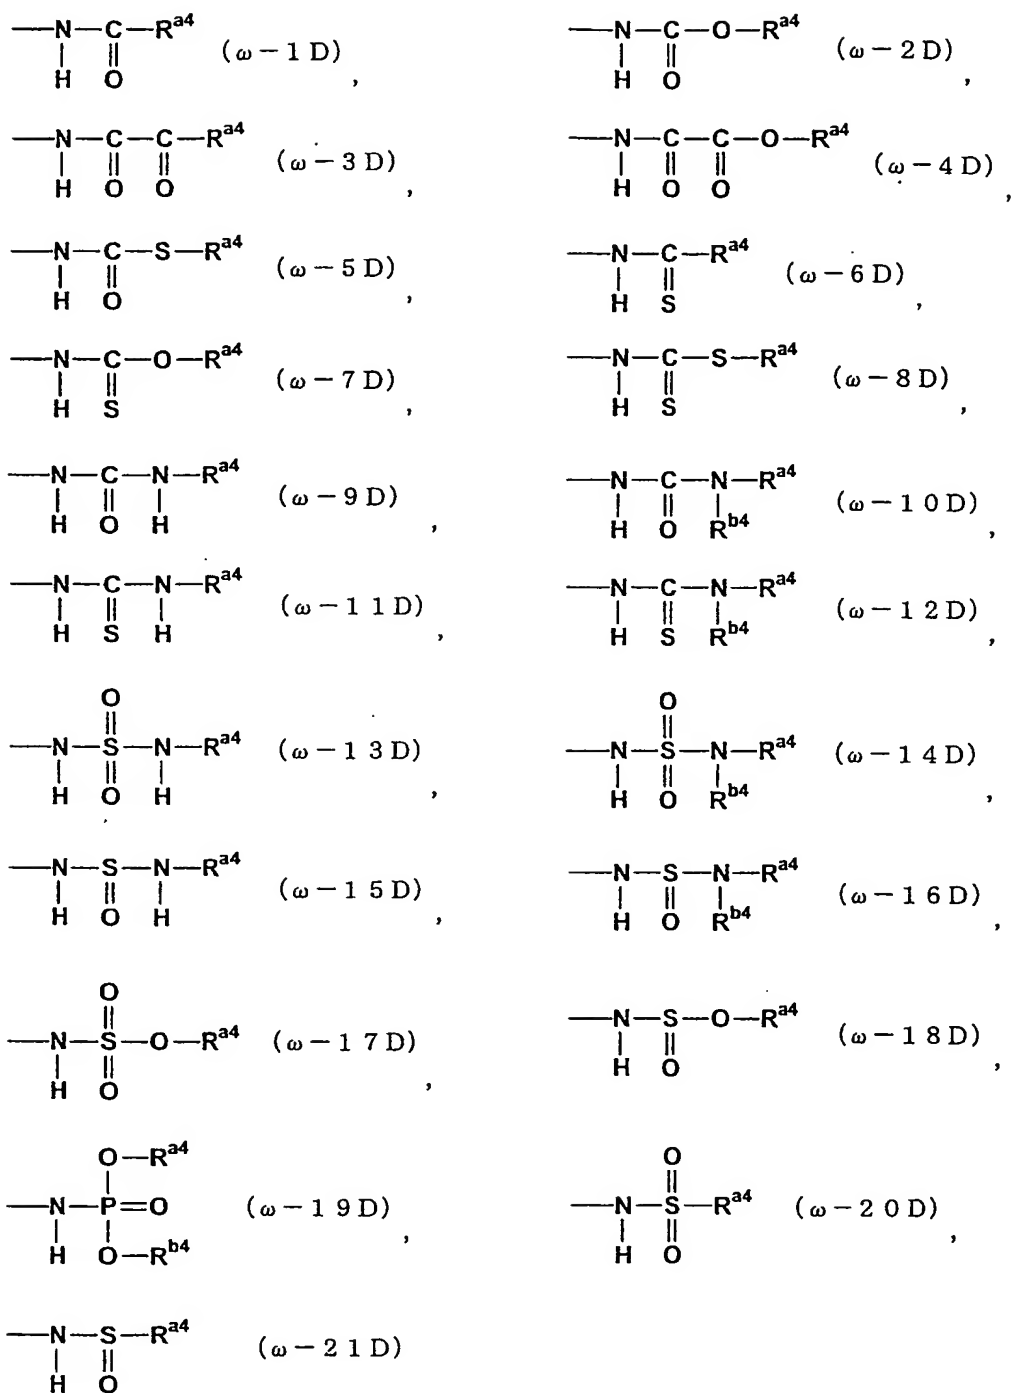 —N—C—R^a4 (ω−1D), —N—C—O—R^a4 (ω−2D),
H O H O
—N—C—C—R^a4 (ω−3D), —N—C—C—O—R^a4 (ω−4D),
H O O H O O
—N—C—S—R^a4 (ω−5D), —N—C—R^a4 (ω−6D),
H O H S
—N—C—O—R^a4 (ω−7D), —N—C—S—R^a4 (ω−8D),
H S H S
—N—C—N—R^a4 (ω−9D), —N—C—N—R^a4 (ω−10D),
H O H H O R^b4
—N—C—N—R^a4 (ω−11D), —N—C—N—R^a4 (ω−12D),
H S H H S R^b4
O O
—N—S—N—R^a4 (ω−13D), —N—S—N—R^a4 (ω−14D),
H O H H O R^b4
—N—S—N—R^a4 (ω−15D), —N—S—N—R^a4 (ω−16D),
H O H H O R^b4
O
—N—S—O—R^a4 (ω−17D), —N—S—O—R^a4 (ω−18D),
H O H O
O—R^a4 O
—N—P=O (ω−19D), —N—S—R^a4 (ω−20D),
H O—R^b4 H O
—N—S—R^a4 (ω−21D)
H O